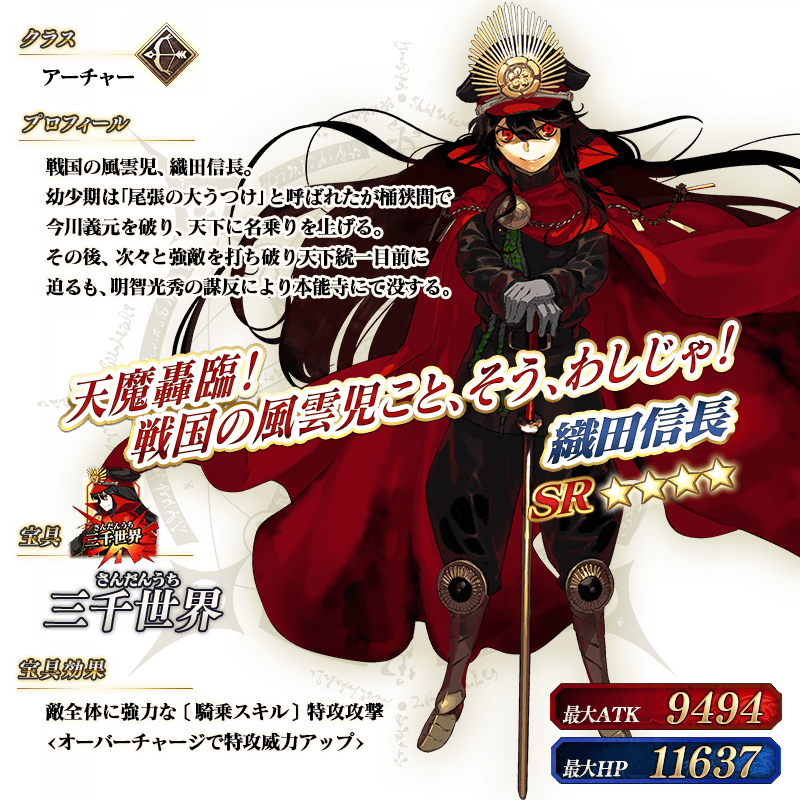 クラス
アーチャー
プロフィール
戦国の風雲児、織田信長。
幼少期は「尾張の大うつけ」と呼ばれたが桶狭間で
今川義元を破り、天下に名乗りを上げる。
その後、次々と強敵を打ち破り天下統一目前に
迫るも、明智光秀の謀反により本能寺にて没する。
天魔轟臨！
戦国の風雲児こと、そう、わしじゃ！
織田信長
SR
宝具
さんだんうち
三千世界
さんだんうち
三千世界
宝具効果
敵全体に強力な〔騎乗スキル〕特攻攻撃
<オーバーチャージで特攻威力アップ>
最大ATK 9494
最大HP 11637